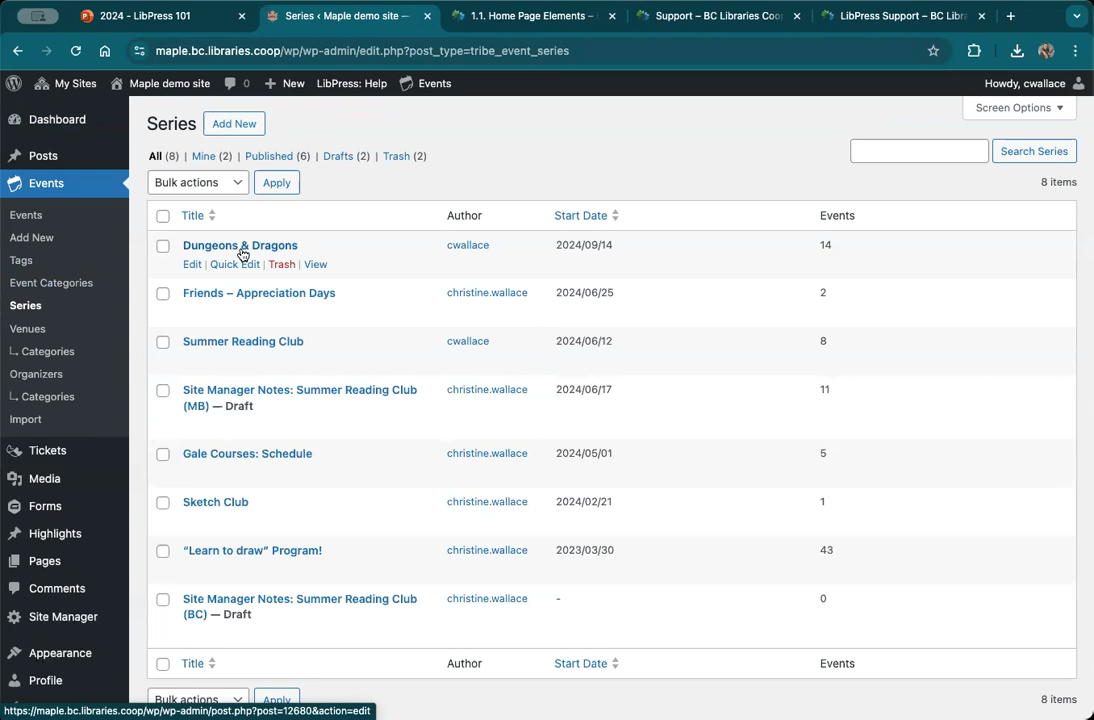 2024 - LibPress 101
Series ‹ Maple demo site —
1.1. Home Page Elements –
Support – BC Libraries Coo
LibPress Support – BC Libra
maple.bc.libraries.coop/wp/wp-admin/edit.php?post_type=tribe_event_series
My Sites
Maple demo site
0
New
LibPress: Help
Events
Howdy, cwallace
Screen Options
Dashboard
Posts
Events
Events
Add New
Tags
Event Categories
Series
Venues
Categories
Organizers
Categories
Import
Tickets
Media
Forms
Highlights
Pages
Comments
Site Manager
Appearance
Profile
Series
Add New
All (8) | Mine (2) | Published (6) | Drafts (2) | Trash (2)
Search Series
Bulk actions
Apply
8 items
Title Author Start Date Events
Dungeons & Dragons cwallace 2024/09/14 14
Edit | Quick Edit | Trash | View
Friends – Appreciation Days christine.wallace 2024/06/25 2
Summer Reading Club cwallace 2024/06/12 8
Site Manager Notes: Summer Reading Club christine.wallace 2024/06/17 11
(MB) — Draft
Gale Courses: Schedule christine.wallace 2024/05/01 5
Sketch Club christine.wallace 2024/02/21 1
“Learn to draw” Program! christine.wallace 2023/03/30 43
Site Manager Notes: Summer Reading Club christine.wallace - 0
(BC) — Draft
Title Author Start Date Events
Bulk actions
Apply
8 items
https://maple.bc.libraries.coop/wp/wp-admin/post.php?post=12680&action=edit